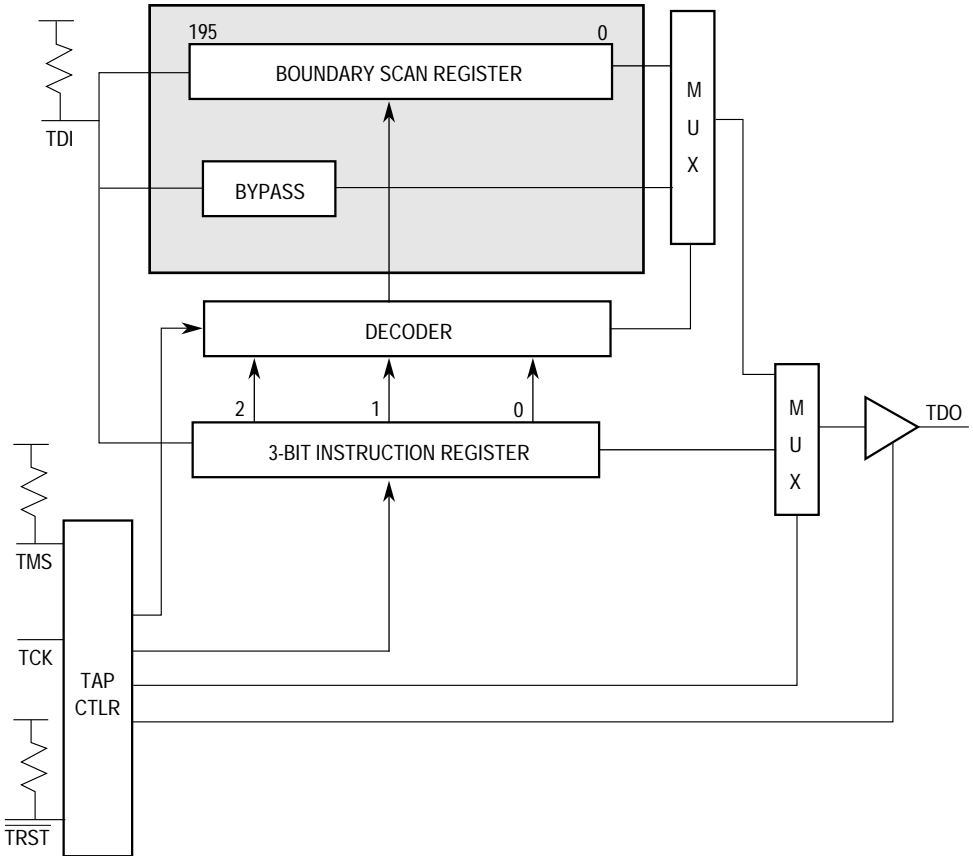 195 0
BOUNDARY SCAN REGISTER
M
U
X
TDI
BYPASS
DECODER
2 1 0
3-BIT INSTRUCTION REGISTER
M
U
X
TDO
TMS
TCK
TAP
CTLR
TRST